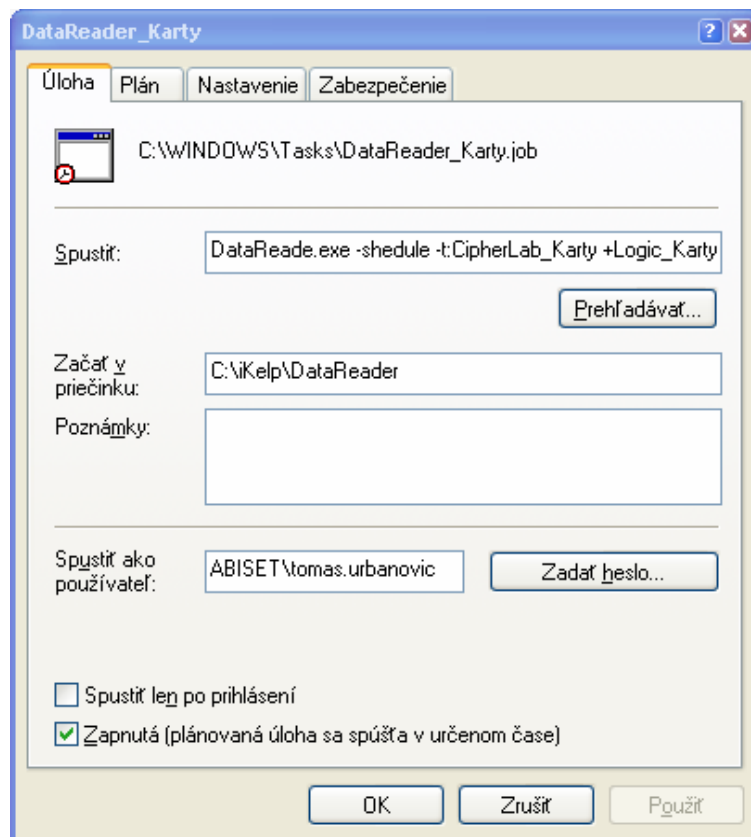 DataReader_Karty
Úloha Plán Nastavenie Zabezpečenie
C:\WINDOWS\Tasks\DataReader_Karty.job
Spustiť: DataReade.exe -shedule -t:CipherLab_Karty +Logic_Karty
Prehľadávať...
Začať v
priečinku: C:\iKelp\DataReader
Poznámky:
Spustiť ako
používateľ: ABISET\tomas.urbanovic Zadať heslo...
Spustiť len po prihlásení
Zapnutá (plánovaná úloha sa spúšťa v určenom čase)
OK Zrušiť Použiť